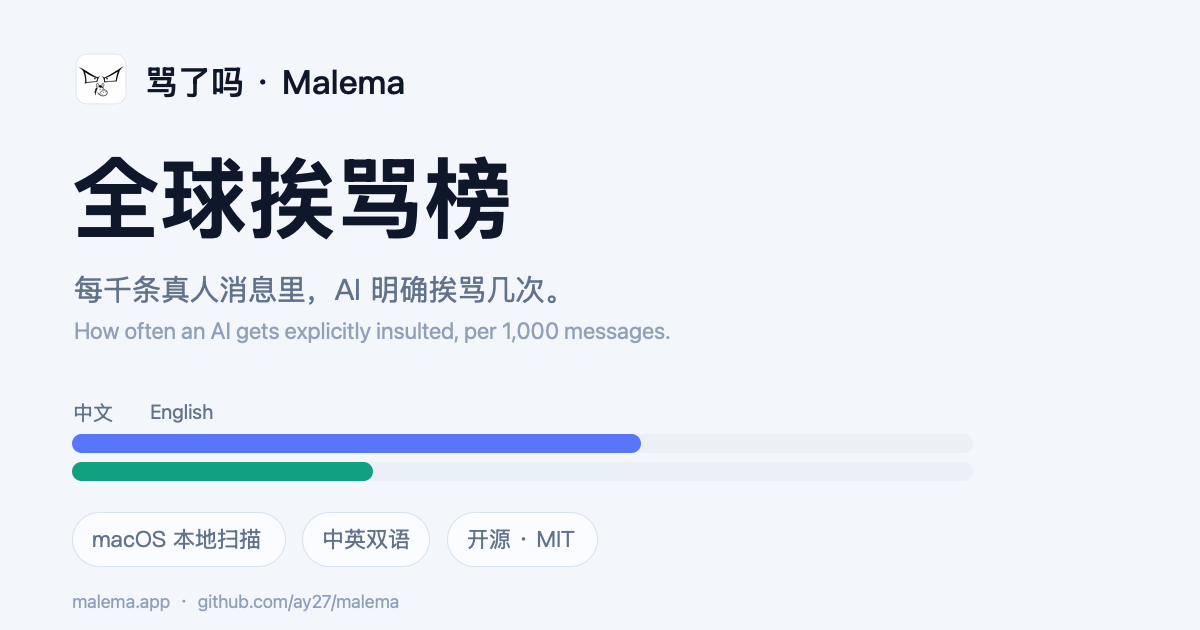 骂了吗 · Malema
全球挨骂榜
每千条真人消息里，AI 明确挨骂几次。
How often an AI gets explicitly insulted, per 1,000 messages.
中文 English
macOS 本地扫描 中英双语 开源 · MIT
malema.app · github.com/ay27/malema